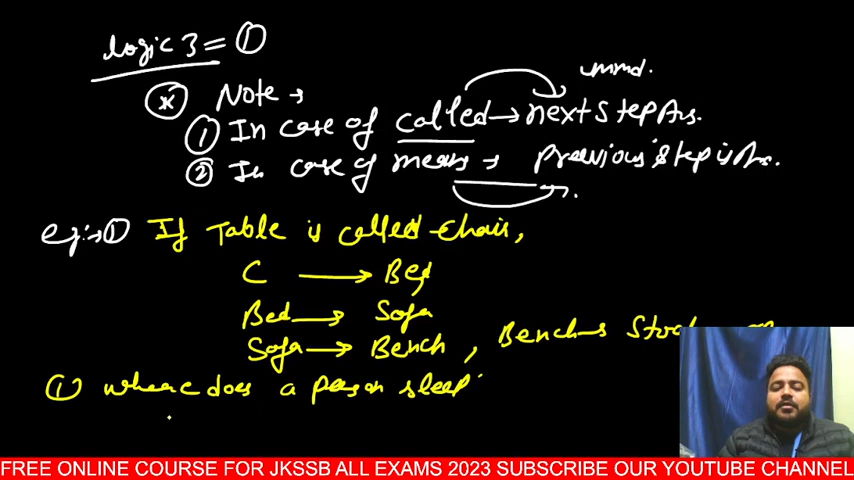 Logic 3 = ①
* Note →
ummd.
① In case of called → next step Ans.
② In case of means → previous step is Ans.
eg:- ① If Table is called chair,
C → Bed
Bed → Sofa
Sofa → Bench, Bench →
① where does a person sleep
FREE ONLINE COURSE FOR JKSSB ALL EXAMS 2023 SUBSCRIBE OUR YOUTUBE CHANNEL